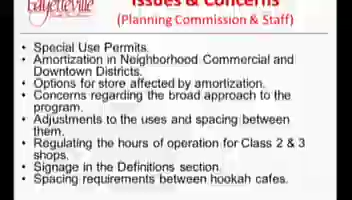 Fayetteville
Issues & Concerns
(Planning Commission & Staff)
• Special Use Permits.
• Amortization in Neighborhood Commercial and
Downtown Districts.
• Options for store affected by amortization.
• Concerns regarding the broad approach to the
program.
• Adjustments to the uses and spacing between
them.
• Regulating the hours of operation for Class 2 & 3
shops.
• Signage in the Definitions section.
• Spacing requirements between hookah cafes.